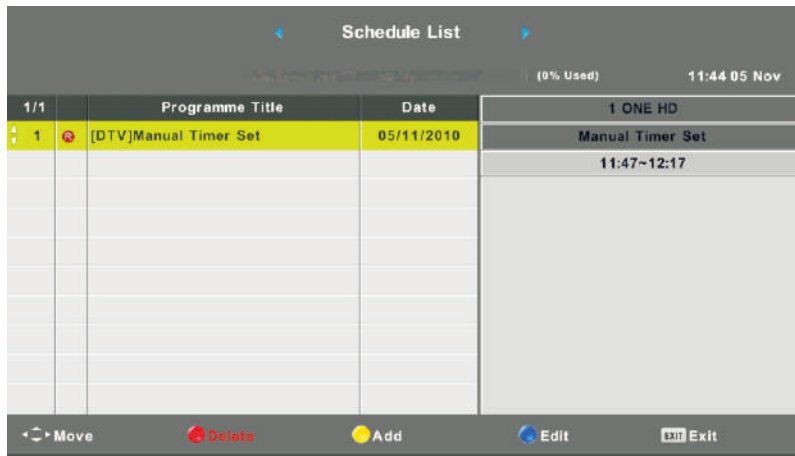 Schedule List
(0% Used) 11:44 05 Nov
1/1 Programme Title Date 1 ONE HD
1 R [DTV]Manual Timer Set 05/11/2010 Manual Timer Set
11:47~12:17
Move Delete Add Edit EXIT Exit